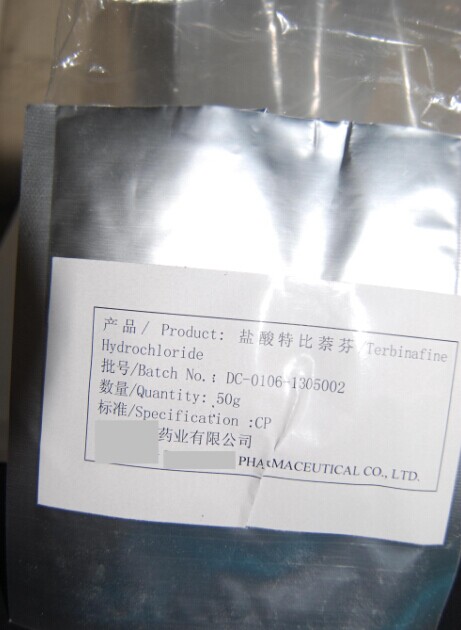 产品/ Product: 盐酸特比萘芬 Terbinafine
Hydrochloride
批号/Batch No.: DC-0106-1305002
数量/Quantity: 50g
标准/Specification :CP
药业有限公司
PHARMACEUTICAL CO., LTD.